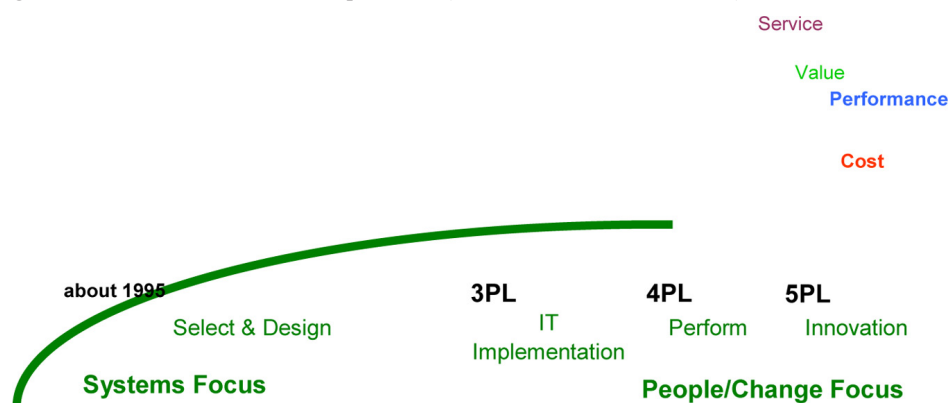 Service
Value
Performance
Cost
about 1995
3PL
4PL
5PL
Select & Design
IT
Implementation
Perform
Innovation
Systems Focus
People/Change Focus